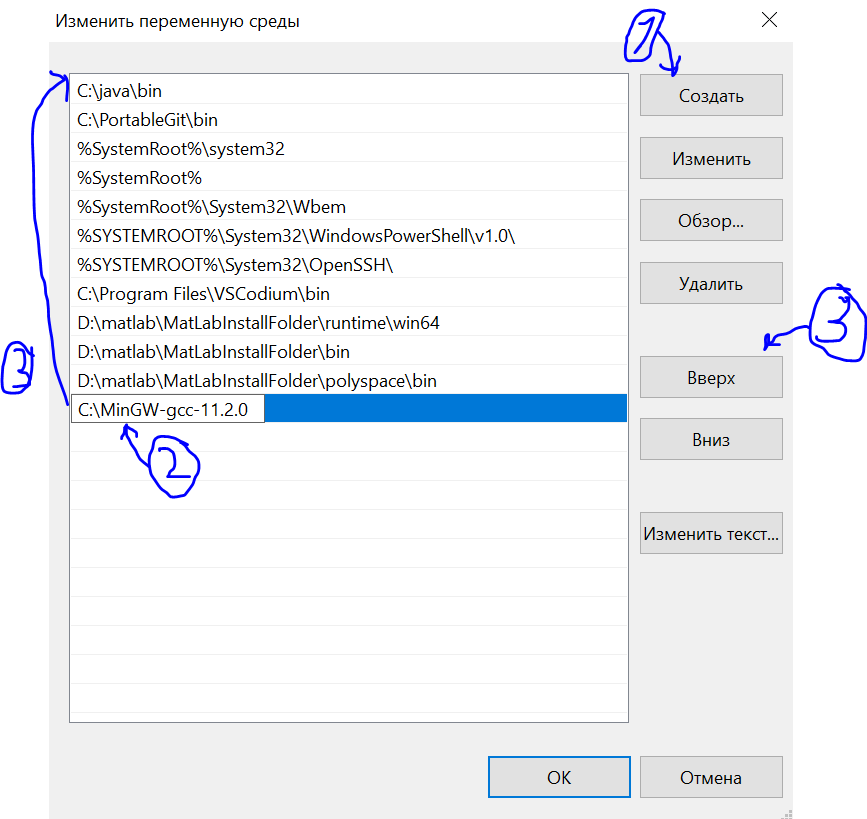 Изменить переменную среды
1
C:\java\bin
Создать
C:\PortableGit\bin
%SystemRoot%\system32
Изменить
%SystemRoot%
%SystemRoot%\System32\Wbem
Обзор...
%SYSTEMROOT%\System32\WindowsPowerShell\v1.0\
%SYSTEMROOT%\System32\OpenSSH\
Удалить
C:\Program Files\VSCodium\bin
D:\matlab\MatLabInstallFolder\runtime\win64
3
D:\matlab\MatLabInstallFolder\bin
3
D:\matlab\MatLabInstallFolder\polyspace\bin
Вверх
C:\MinGW-gcc-11.2.0
Вниз
2
Изменить текст...
ОК
Отмена